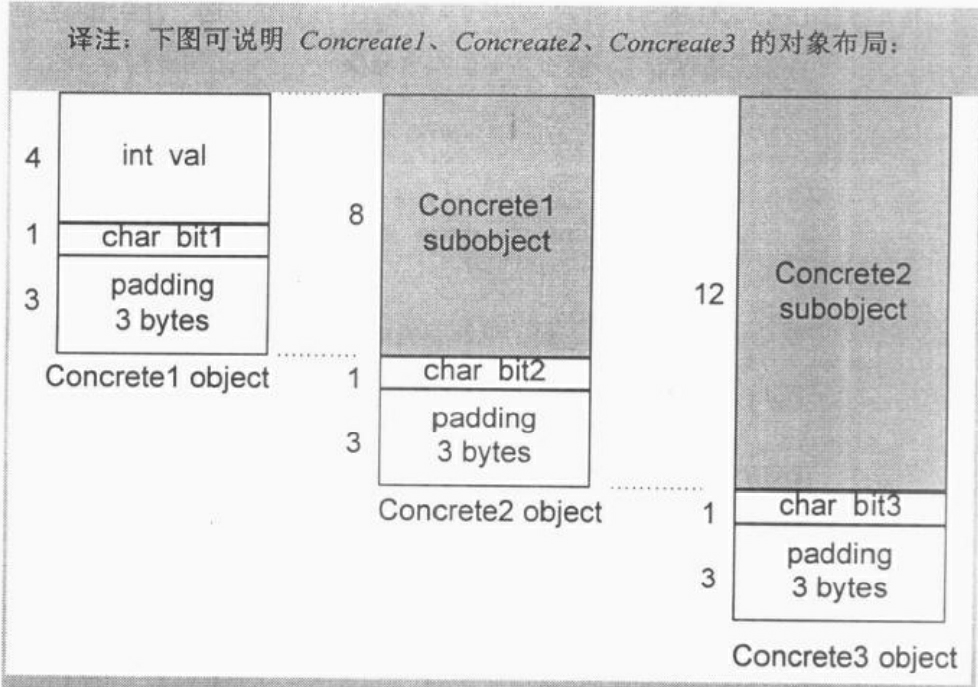 译注：下图可说明 Concreate1、Concreate2、Concreate3 的对象布局：
4
int val
1
char bit1
3
padding
3 bytes
Concrete1 object
8
Concrete1
subobject
1
char bit2
3
padding
3 bytes
Concrete2 object
12
Concrete2
subobject
1
char bit3
3
padding
3 bytes
Concrete3 object